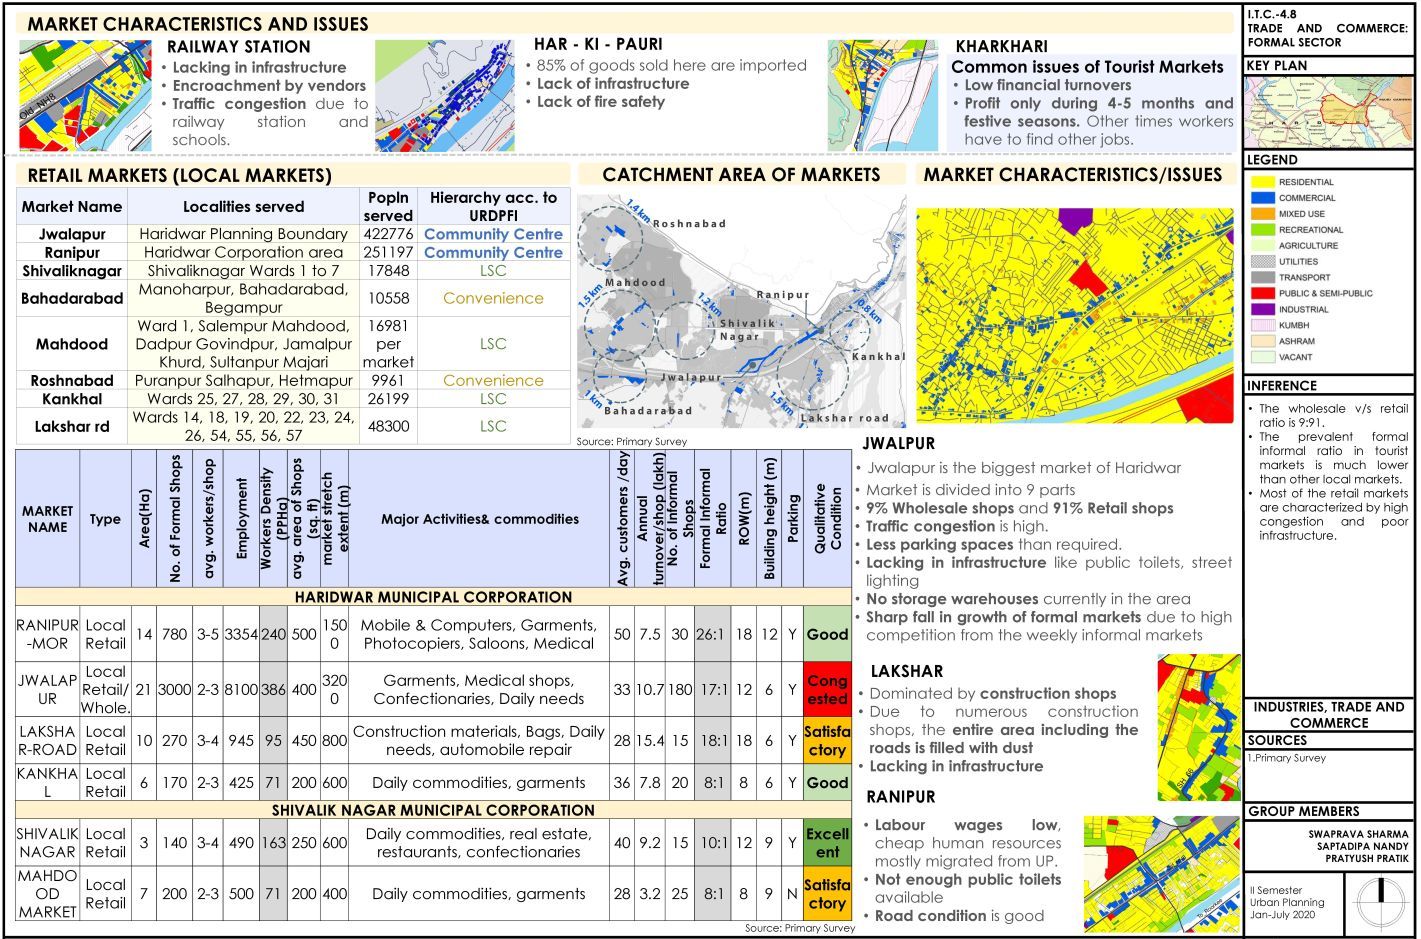 MARKET CHARACTERISTICS AND ISSUES
RAILWAY STATION
• Lacking in infrastructure
• Encroachment by vendors
• Traffic congestion due to
railway station and
schools.
Old-NH8
HAR - KI - PAURI
• 85% of goods sold here are imported
• Lack of infrastructure
• Lack of fire safety
KHARKHARI
Common issues of Tourist Markets
• Low financial turnovers
• Profit only during 4-5 months and
festive seasons. Other times workers
have to find other jobs.
RETAIL MARKETS (LOCAL MARKETS)
Market Name Localities served Popln served Hierarchy acc. to URDPFI
Jwalapur Haridwar Planning Boundary 422776 Community Centre
Ranipur Haridwar Corporation area 251197 Community Centre
Shivaliknagar Shivaliknagar Wards 1 to 7 17848 LSC
Bahadarabad Manoharpur, Bahadarabad, Begampur 10558 Convenience
Mahdood Ward 1, Salempur Mahdood, Dadpur Govindpur, Jamalpur Khurd, Sultanpur Majari 16981 per market LSC
Roshnabad Puranpur Salhapur, Hetmapur 9961 Convenience
Kankhal Wards 25, 27, 28, 29, 30, 31 26199 LSC
Lakshar rd Wards 14, 18, 19, 20, 22, 23, 24, 26, 54, 55, 56, 57 48300 LSC
CATCHMENT AREA OF MARKETS
1.4 km
Roshnabad
Mahdood
1.5 km
1.2 km
Ranipur
0.8 km
Shivalik
Nagar
Kankhal
Jwalapur
1 km
1.5 km
Bahadarabad
Lakshar road
Source: Primary Survey
MARKET CHARACTERISTICS/ISSUES
MARKET NAME Type Area(Ha) No. of Formal Shops avg. workers/shop Employment Workers Density (PPHa) avg. area of Shops (sq. ft) market stretch extent (m) Major Activities& commodities Avg. customers /day Annual turnover/shop (lakh) No. of Informal Shops Formal Informal Ratio ROW(m) Building height (m) Parking Qualitative Condition
HARIDWAR MUNICIPAL CORPORATION
RANIPUR-MOR Local Retail 14 780 3-5 3354 240 500 1500 Mobile & Computers, Garments, Photocopiers, Saloons, Medical 50 7.5 30 26:1 18 12 Y Good
JWALAPUR Local Retail/ Whole. 21 3000 2-3 8100 386 400 3200 Garments, Medical shops, Confectionaries, Daily needs 33 10.7 180 17:1 12 6 Y Congested
LAKSHAR-ROAD Local Retail 10 270 3-4 945 95 450 800 Construction materials, Bags, Daily needs, automobile repair 28 15.4 15 18:1 18 6 Y Satisfactory
KANKHAL Local Retail 6 170 2-3 425 71 200 600 Daily commodities, garments 36 7.8 20 8:1 8 6 Y Good
SHIVALIK NAGAR MUNICIPAL CORPORATION
SHIVALIK NAGAR Local Retail 3 140 3-4 490 163 250 600 Daily commodities, real estate, restaurants, confectionaries 40 9.2 15 10:1 12 9 Y Excellent
MAHDOOD MARKET Local Retail 7 200 2-3 500 71 200 400 Daily commodities, garments 28 3.2 25 8:1 8 9 N Satisfactory
Source: Primary Survey
JWALPUR
• Jwalapur is the biggest market of Haridwar
• Market is divided into 9 parts
• 9% Wholesale shops and 91% Retail shops
• Traffic congestion is high.
• Less parking spaces than required.
• Lacking in infrastructure like public toilets, street
lighting
• No storage warehouses currently in the area
• Sharp fall in growth of formal markets due to high
competition from the weekly informal markets
LAKSHAR
• Dominated by construction shops
• Due to numerous construction
shops, the entire area including the
roads is filled with dust
• Lacking in infrastructure
RANIPUR
• Labour wages low,
cheap human resources
mostly migrated from UP.
• Not enough public toilets
available
• Road condition is good
To Roorkee
I.T.C.-4.8
TRADE AND COMMERCE:
FORMAL SECTOR
KEY PLAN
LEGEND
RESIDENTIAL
COMMERCIAL
MIXED USE
RECREATIONAL
AGRICULTURE
UTILITIES
TRANSPORT
PUBLIC & SEMI-PUBLIC
INDUSTRIAL
KUMBH
ASHRAM
VACANT
INFERENCE
• The wholesale v/s retail
ratio is 9:91.
• The prevalent formal
informal ratio in tourist
markets is much lower
than other local markets.
• Most of the retail markets
are characterized by high
congestion and poor
infrastructure.
INDUSTRIES, TRADE AND
COMMERCE
SOURCES
1.Primary Survey
GROUP MEMBERS
SWAPRAVA SHARMA
SAPTADIPA NANDY
PRATYUSH PRATIK
II Semester
Urban Planning
Jan-July 2020